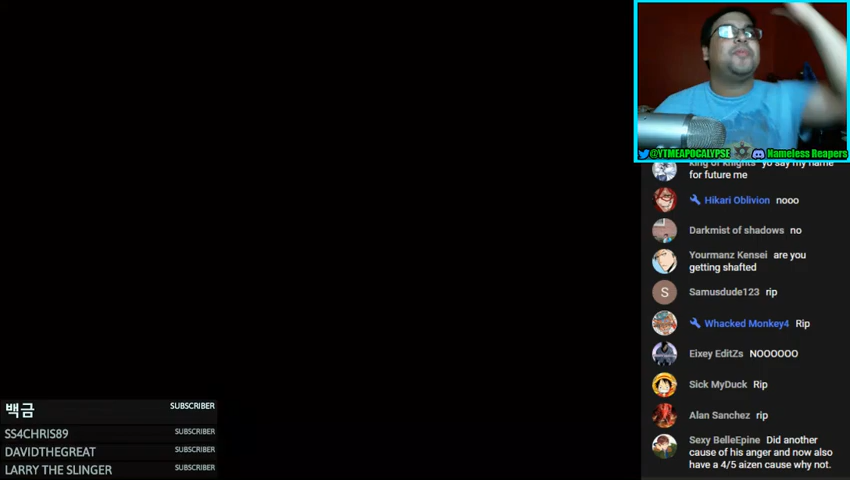 @YTMEAPOCALYPSE Nameless Reapers
king of knights yo say my name
for future me
Hikari Oblivion nooo
Darkmist of shadows no
Yourmanz Kensei are you
getting shafted
Samusdude123 rip
S
Whacked Monkey4 Rip
Eixey EditZs NOOOOOO
Sick MyDuck Rip
Alan Sanchez rip
Sexy BelleEpine Did another
cause of his anger and now also
have a 4/5 aizen cause why not.
백금 SUBSCRIBER
SS4CHRIS89 SUBSCRIBER
DAVIDTHEGREAT SUBSCRIBER
LARRY THE SLINGER SUBSCRIBER